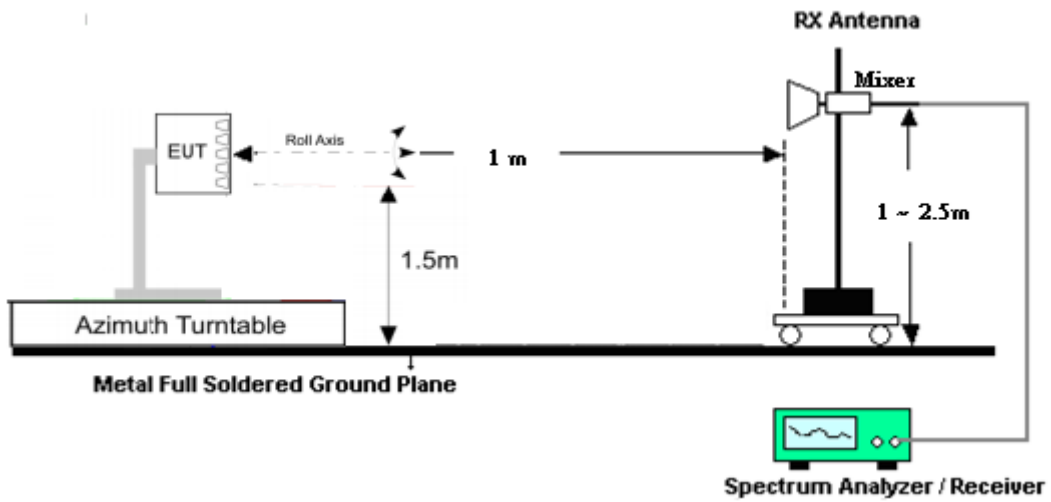 RX Antenna
Mixer
EUT
Roll Axis
1 m
1 ~ 2.5m
1.5m
Azimuth Turntable
Metal Full Soldered Ground Plane
Spectrum Analyzer / Receiver